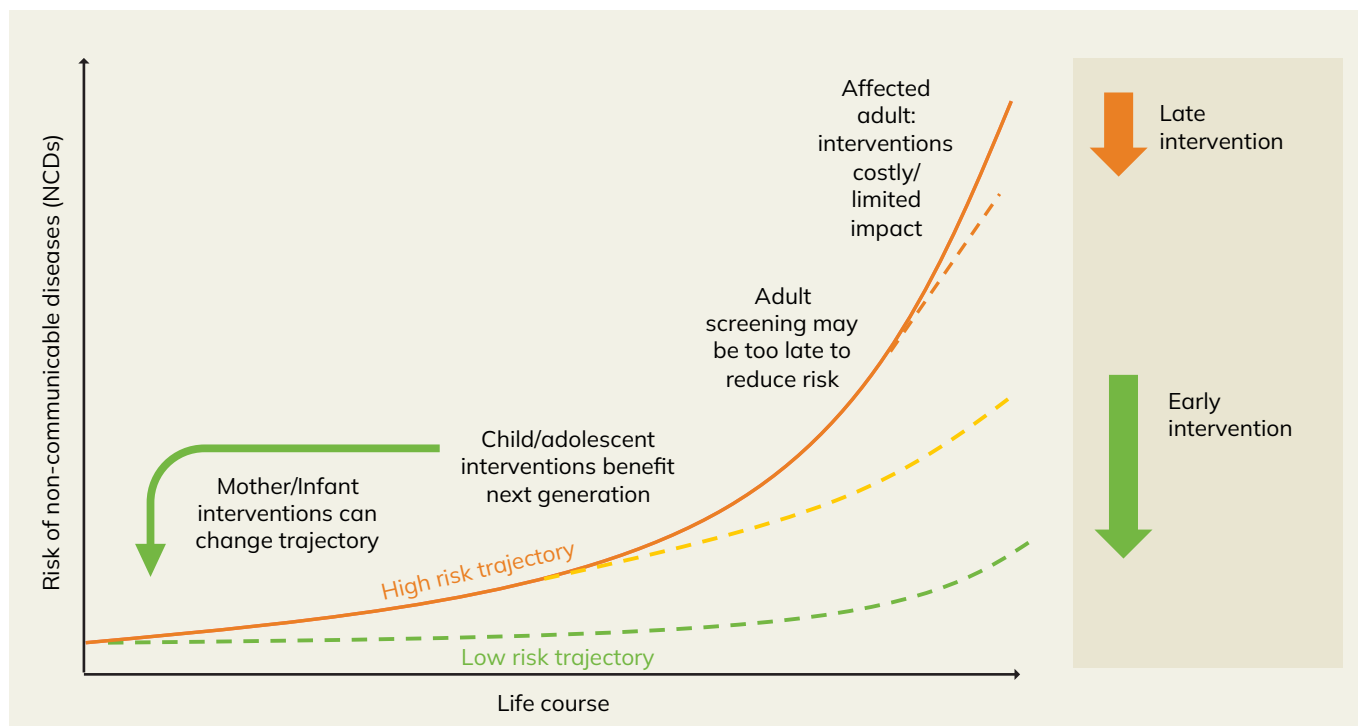 Risk of non-communicable diseases (NCDs)
Affected
adult:
interventions
costly/
limited
impact
Adult
screening may
be too late to
reduce risk
Child/adolescent
interventions benefit
next generation
Mother/Infant
interventions can
change trajectory
High risk trajectory
Low risk trajectory
Life course
Late
intervention
Early
intervention